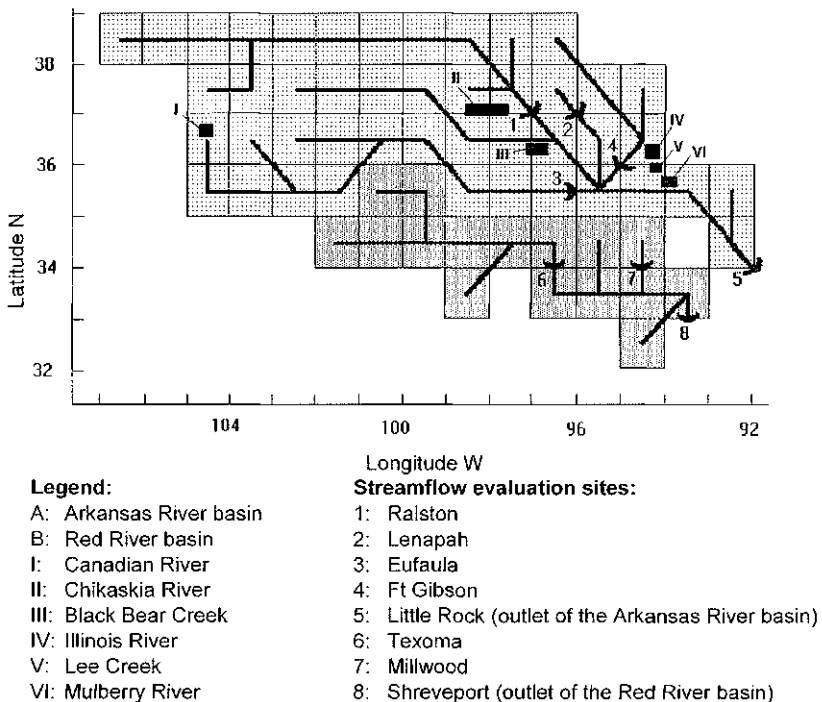 38
36
34
32
Latitude N
I
II
1
2
III
4
IV
V
VI
3
5
6
7
8
104
100
96
92
Longitude W
Legend:
A: Arkansas River basin
B: Red River basin
I: Canadian River
II: Chikaskia River
III: Black Bear Creek
IV: Illinois River
V: Lee Creek
VI: Mulberry River
Streamflow evaluation sites:
1: Ralston
2: Lenapah
3: Eufaula
4: Ft Gibson
5: Little Rock (outlet of the Arkansas River basin)
6: Texoma
7: Millwood
8: Shreveport (outlet of the Red River basin)